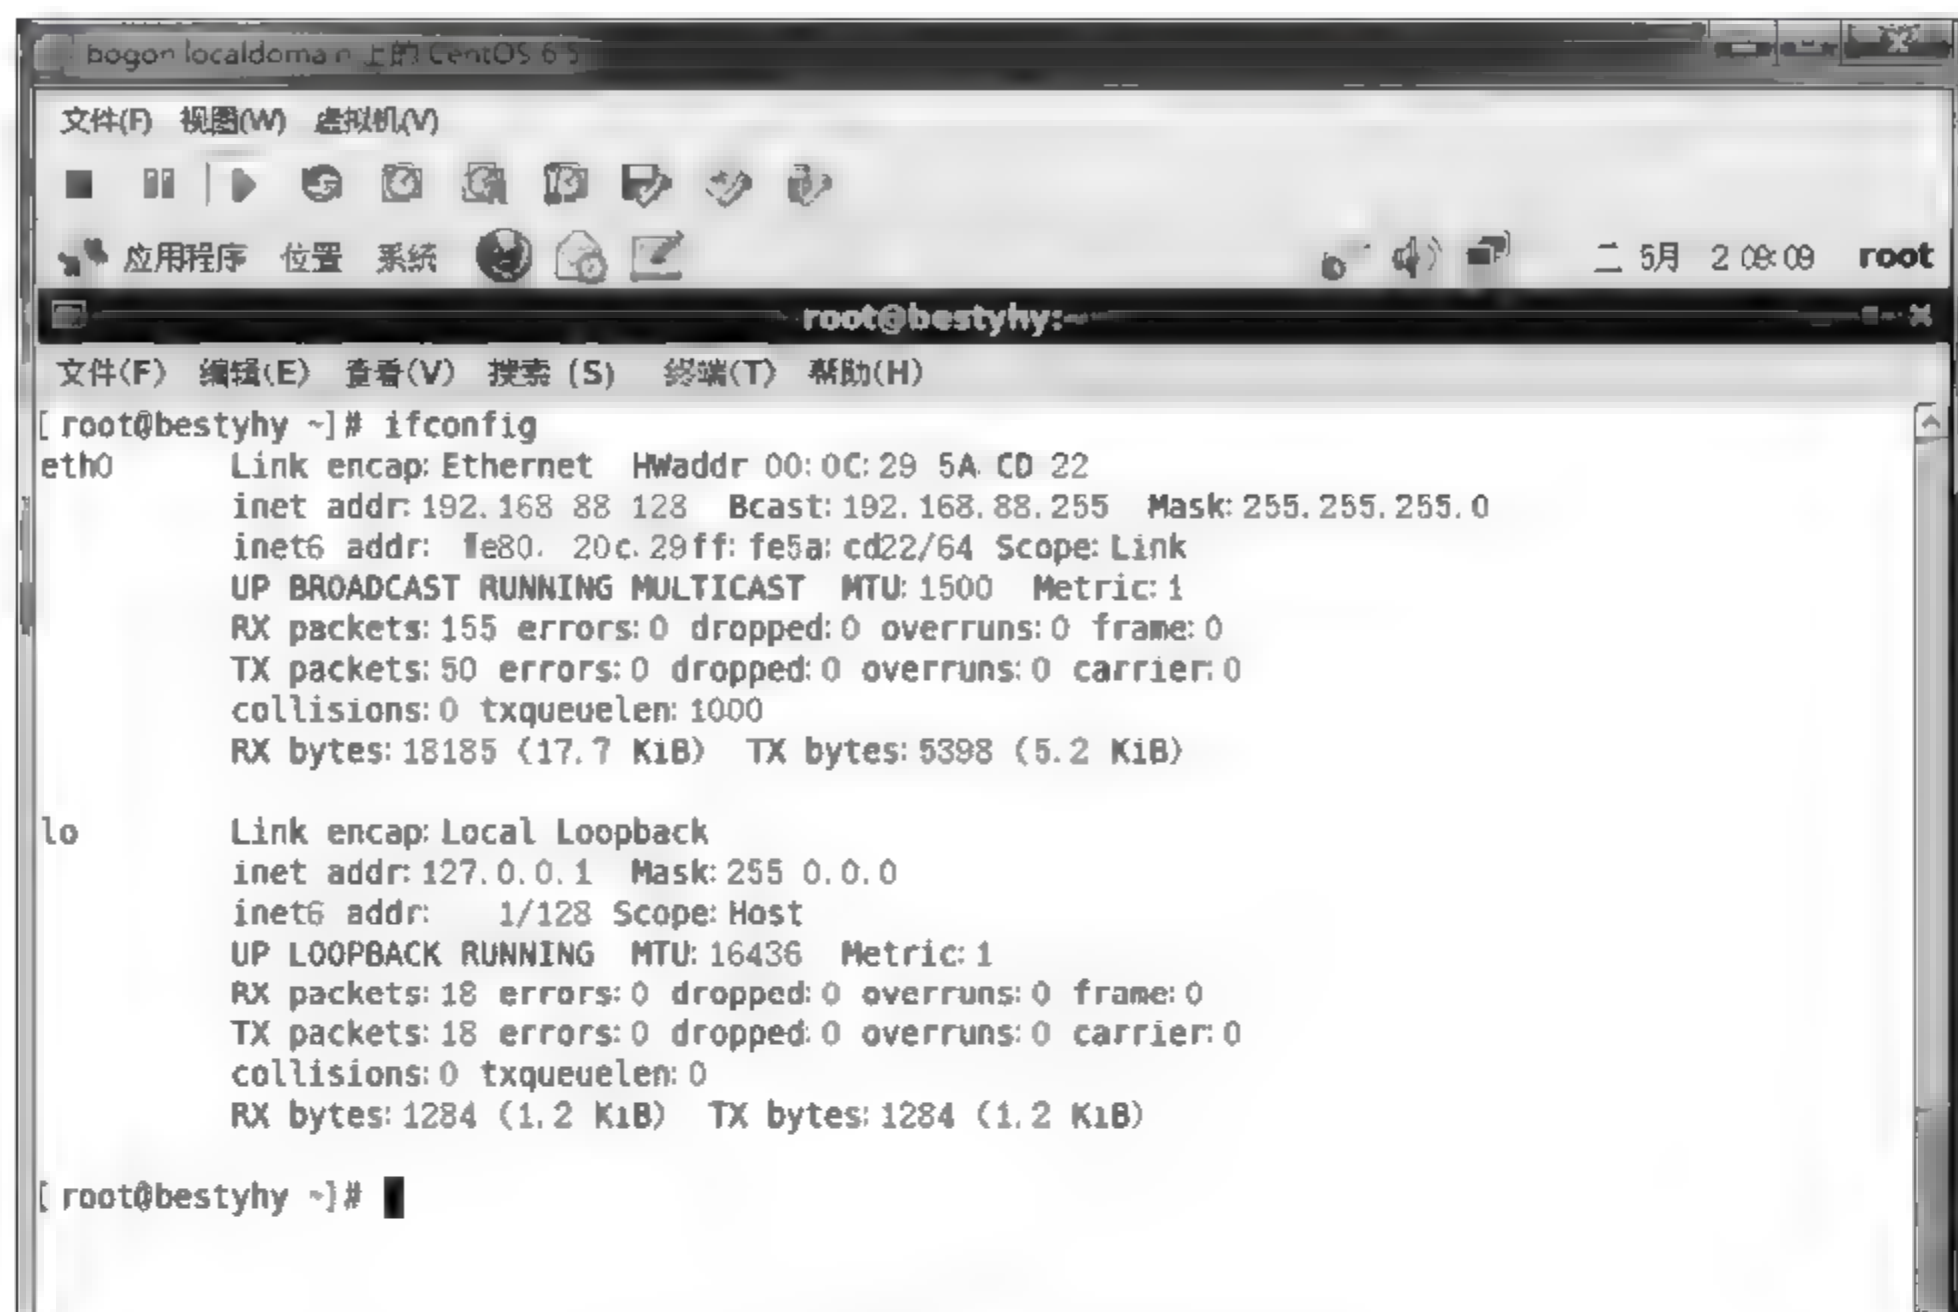 bogon localdoma n 上的 CentOS 6 5
文件(F) 视图(W) 虚拟机(V)
应用程序 位置 系统 二 5月 2 09:09 root
root@bestyhy:~
文件(F) 编辑(E) 查看(V) 搜索 (S) 终端(T) 帮助(H)
[root@bestyhy ~]# ifconfig
eth0 Link encap:Ethernet HWaddr 00:0C:29 5A CD 22
inet addr:192.168 88 128 Bcast:192.168.88.255 Mask:255.255.255.0
inet6 addr: fe80. 20c.29ff:fe5a:cd22/64 Scope:Link
UP BROADCAST RUNNING MULTICAST MTU:1500 Metric:1
RX packets:155 errors:0 dropped:0 overruns:0 frame:0
TX packets:50 errors:0 dropped:0 overruns:0 carrier:0
collisions:0 txqueuelen:1000
RX bytes:18185 (17.7 KiB) TX bytes:5398 (5.2 KiB)
lo Link encap:Local Loopback
inet addr:127.0.0.1 Mask:255 0.0.0
inet6 addr: 1/128 Scope:Host
UP LOOPBACK RUNNING MTU:16436 Metric:1
RX packets:18 errors:0 dropped:0 overruns:0 frame:0
TX packets:18 errors:0 dropped:0 overruns:0 carrier:0
collisions:0 txqueuelen:0
RX bytes:1284 (1.2 KiB) TX bytes:1284 (1.2 KiB)
[root@bestyhy ~]#